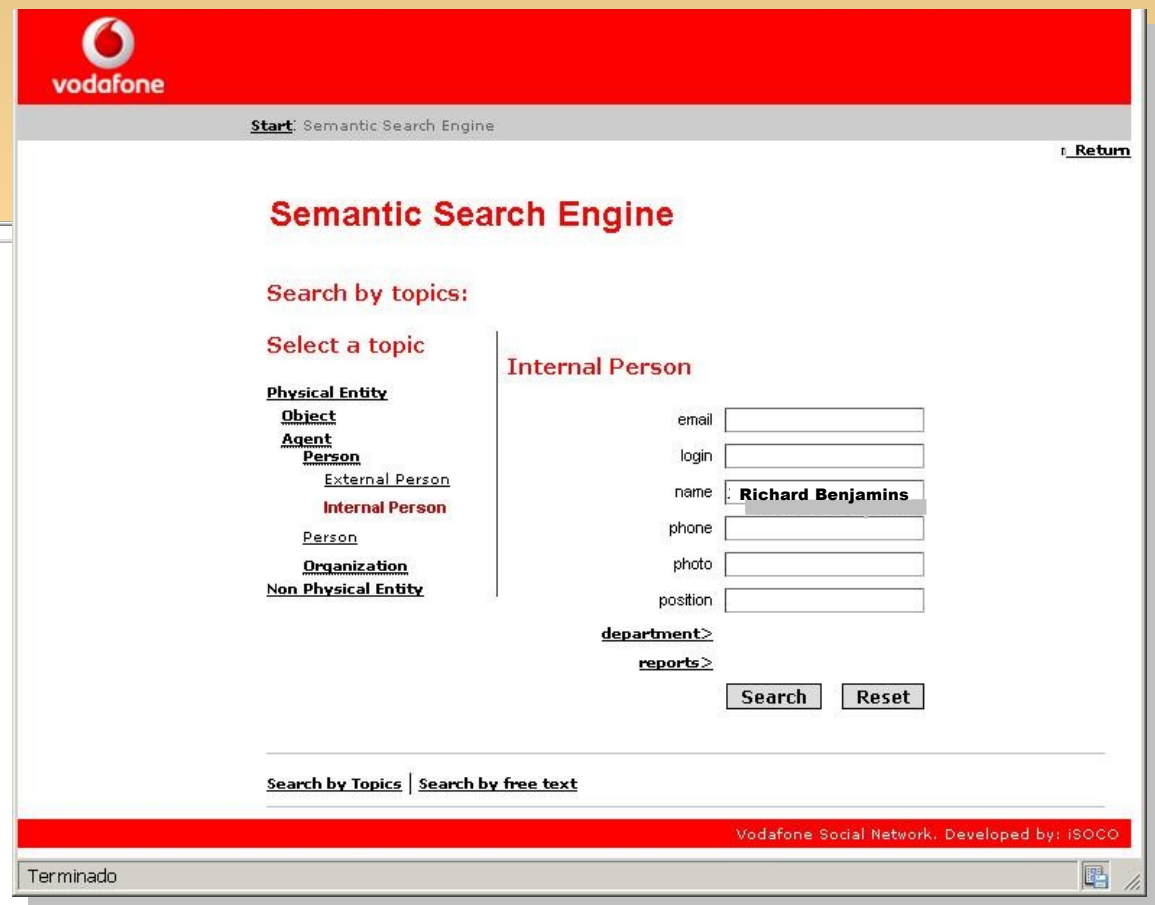 vodafone
Start: Semantic Search Engine
Return
Semantic Search Engine
Search by topics:
Select a topic
Physical Entity
Object
Agent
Person
External Person
Internal Person
Person
Organization
Non Physical Entity
Internal Person
email
login
name Richard Benjamins
phone
photo
position
department>
reports>
Search Reset
Search by Topics | Search by free text
Vodafone Social Network. Developed by: iSOCO
Terminado